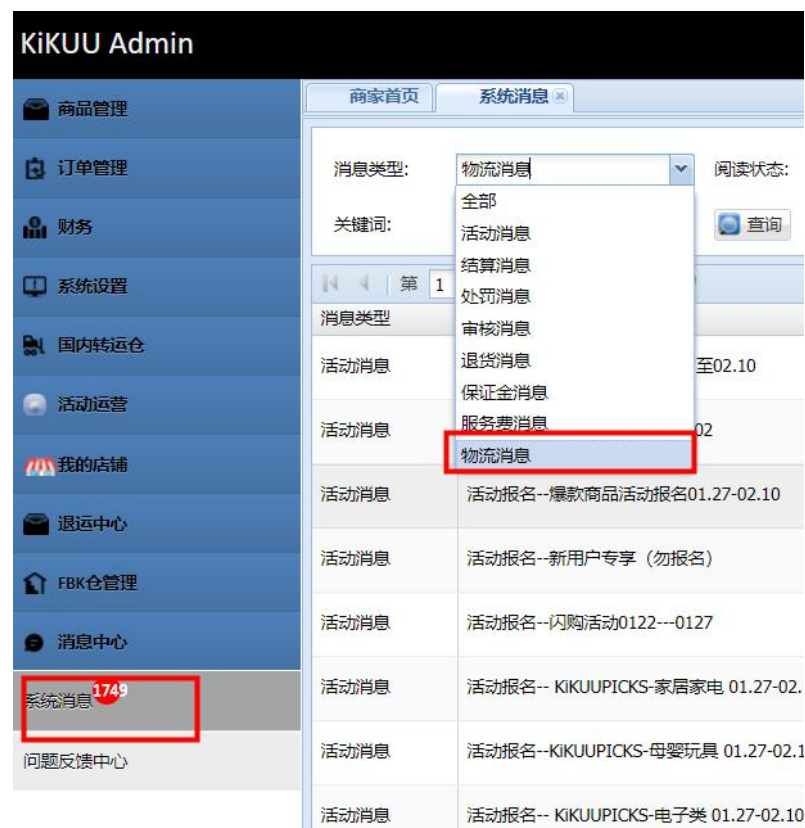 KiKUU Admin
商品管理
订单管理
财务
系统设置
国内转运仓
活动运营
我的店铺
退运中心
FBK仓管理
消息中心
系统消息 1749
问题反馈中心
商家首页 系统消息
消息类型: 物流消息 阅读状态:
关键词: 查询
全部
活动消息
结算消息
处罚消息
审核消息
退货消息
保证金消息
服务费消息
物流消息
第 1
消息类型
活动消息 至02.10
活动消息 02
活动消息 活动报名--爆款商品活动报名01.27-02.10
活动消息 活动报名--新用户专享（勿报名）
活动消息 活动报名--闪购活动0122---0127
活动消息 活动报名-- KiKUUPICKS-家居家电 01.27-02.
活动消息 活动报名--KiKUUPICKS-母婴玩具 01.27-02.1
活动消息 活动报名-- KiKUUPICKS-电子类 01.27-02.10